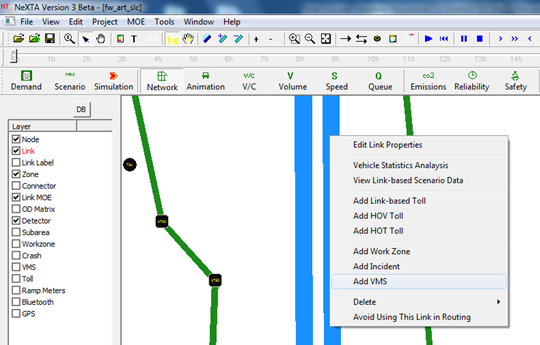 NeXTA Version 3 Beta - [fw_art_slc]
File View Edit Project MOE Tools Window Help
T
0h 1h 2h 3h 4h 5h 6h 7h 8h 9h 10h 11h 12h 13h 14h
VMS V/C V S Q CO2
Demand Scenario Simulation Network Animation V/C Volume Speed Queue Emissions Reliability Safety
DB
Layer
Node
Link
Link Label
Zone
Connector
Link MOE
OD Matrix
Detector
Subarea
Workzone
Crash
VMS
Toll
Ramp Meters
Bluetooth
GPS
Edit Link Properties
Vehicle Statistics Analaysis
View Link-based Scenario Data
Add Link-based Toll
Add HOV Toll
Add HOT Toll
Add Work Zone
Add Incident
Add VMS
Delete
Avoid Using This Link in Routing